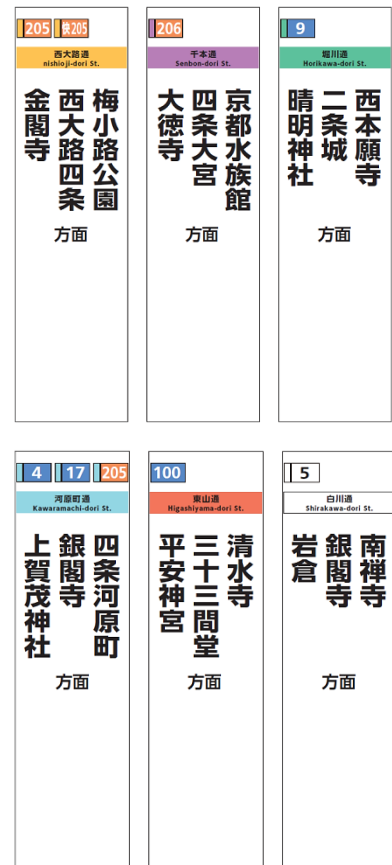 205 快205
西大路通
nishioji-dori St.
梅小路公園
西大路四条
金閣寺
方面
206
千本通
Senbon-dori St.
京都水族館
四条大宮
大徳寺
方面
9
堀川通
Horikawa-dori St.
西本願寺
二条城
晴明神社
方面
4 17 205
河原町通
Kawaramachi-dori St.
四条河原町
銀閣寺
上賀茂神社
方面
100
東山通
Higashiyama-dori St.
清水寺
三十三間堂
平安神宮
方面
5
白川通
Shirakawa-dori St.
南禅寺
銀閣寺
岩倉
方面